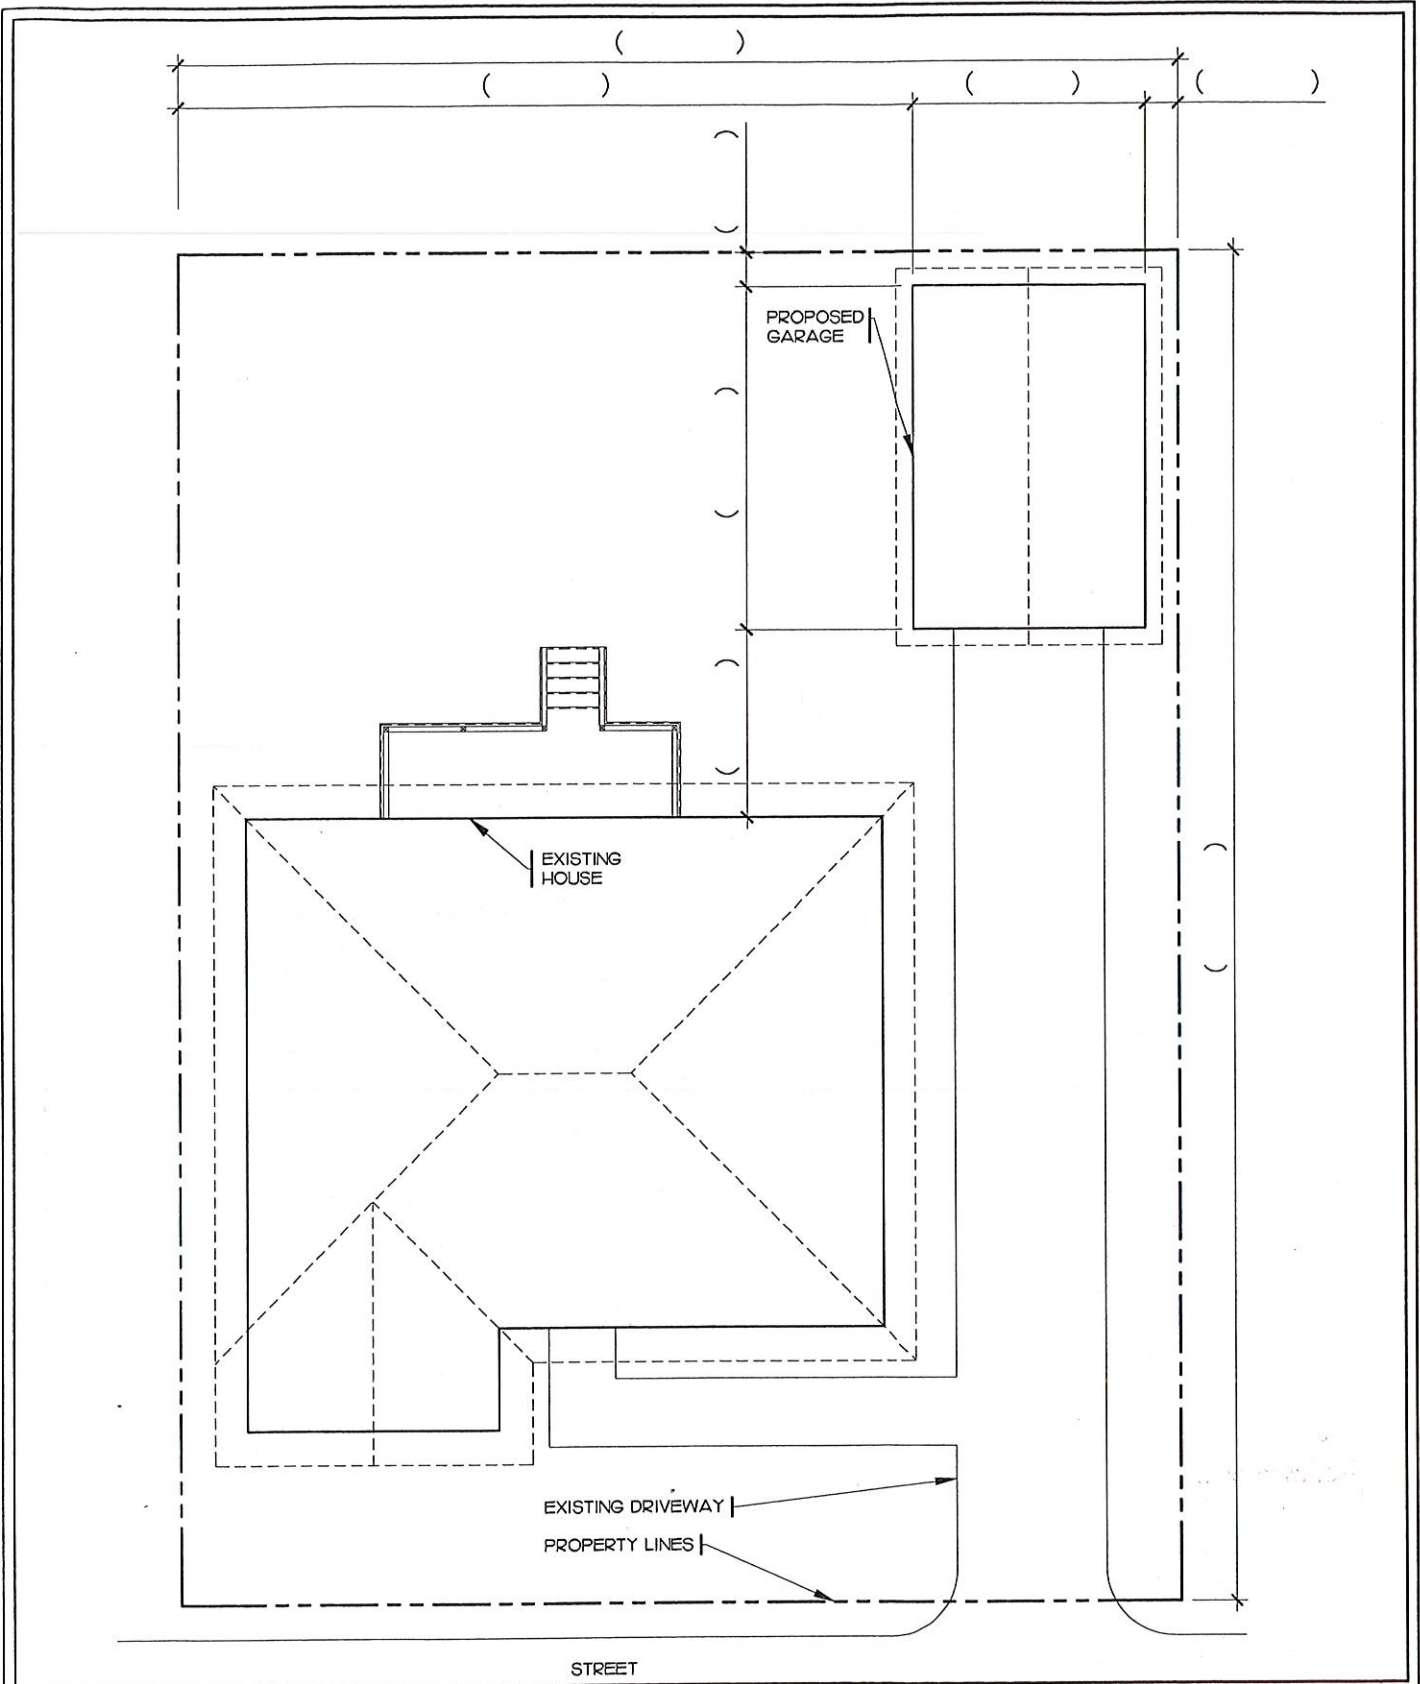 ( )
( ) ( ) ( )
( )
PROPOSED
GARAGE
( )
( )
( )
EXISTING
HOUSE
EXISTING DRIVEWAY
PROPERTY LINES
STREET